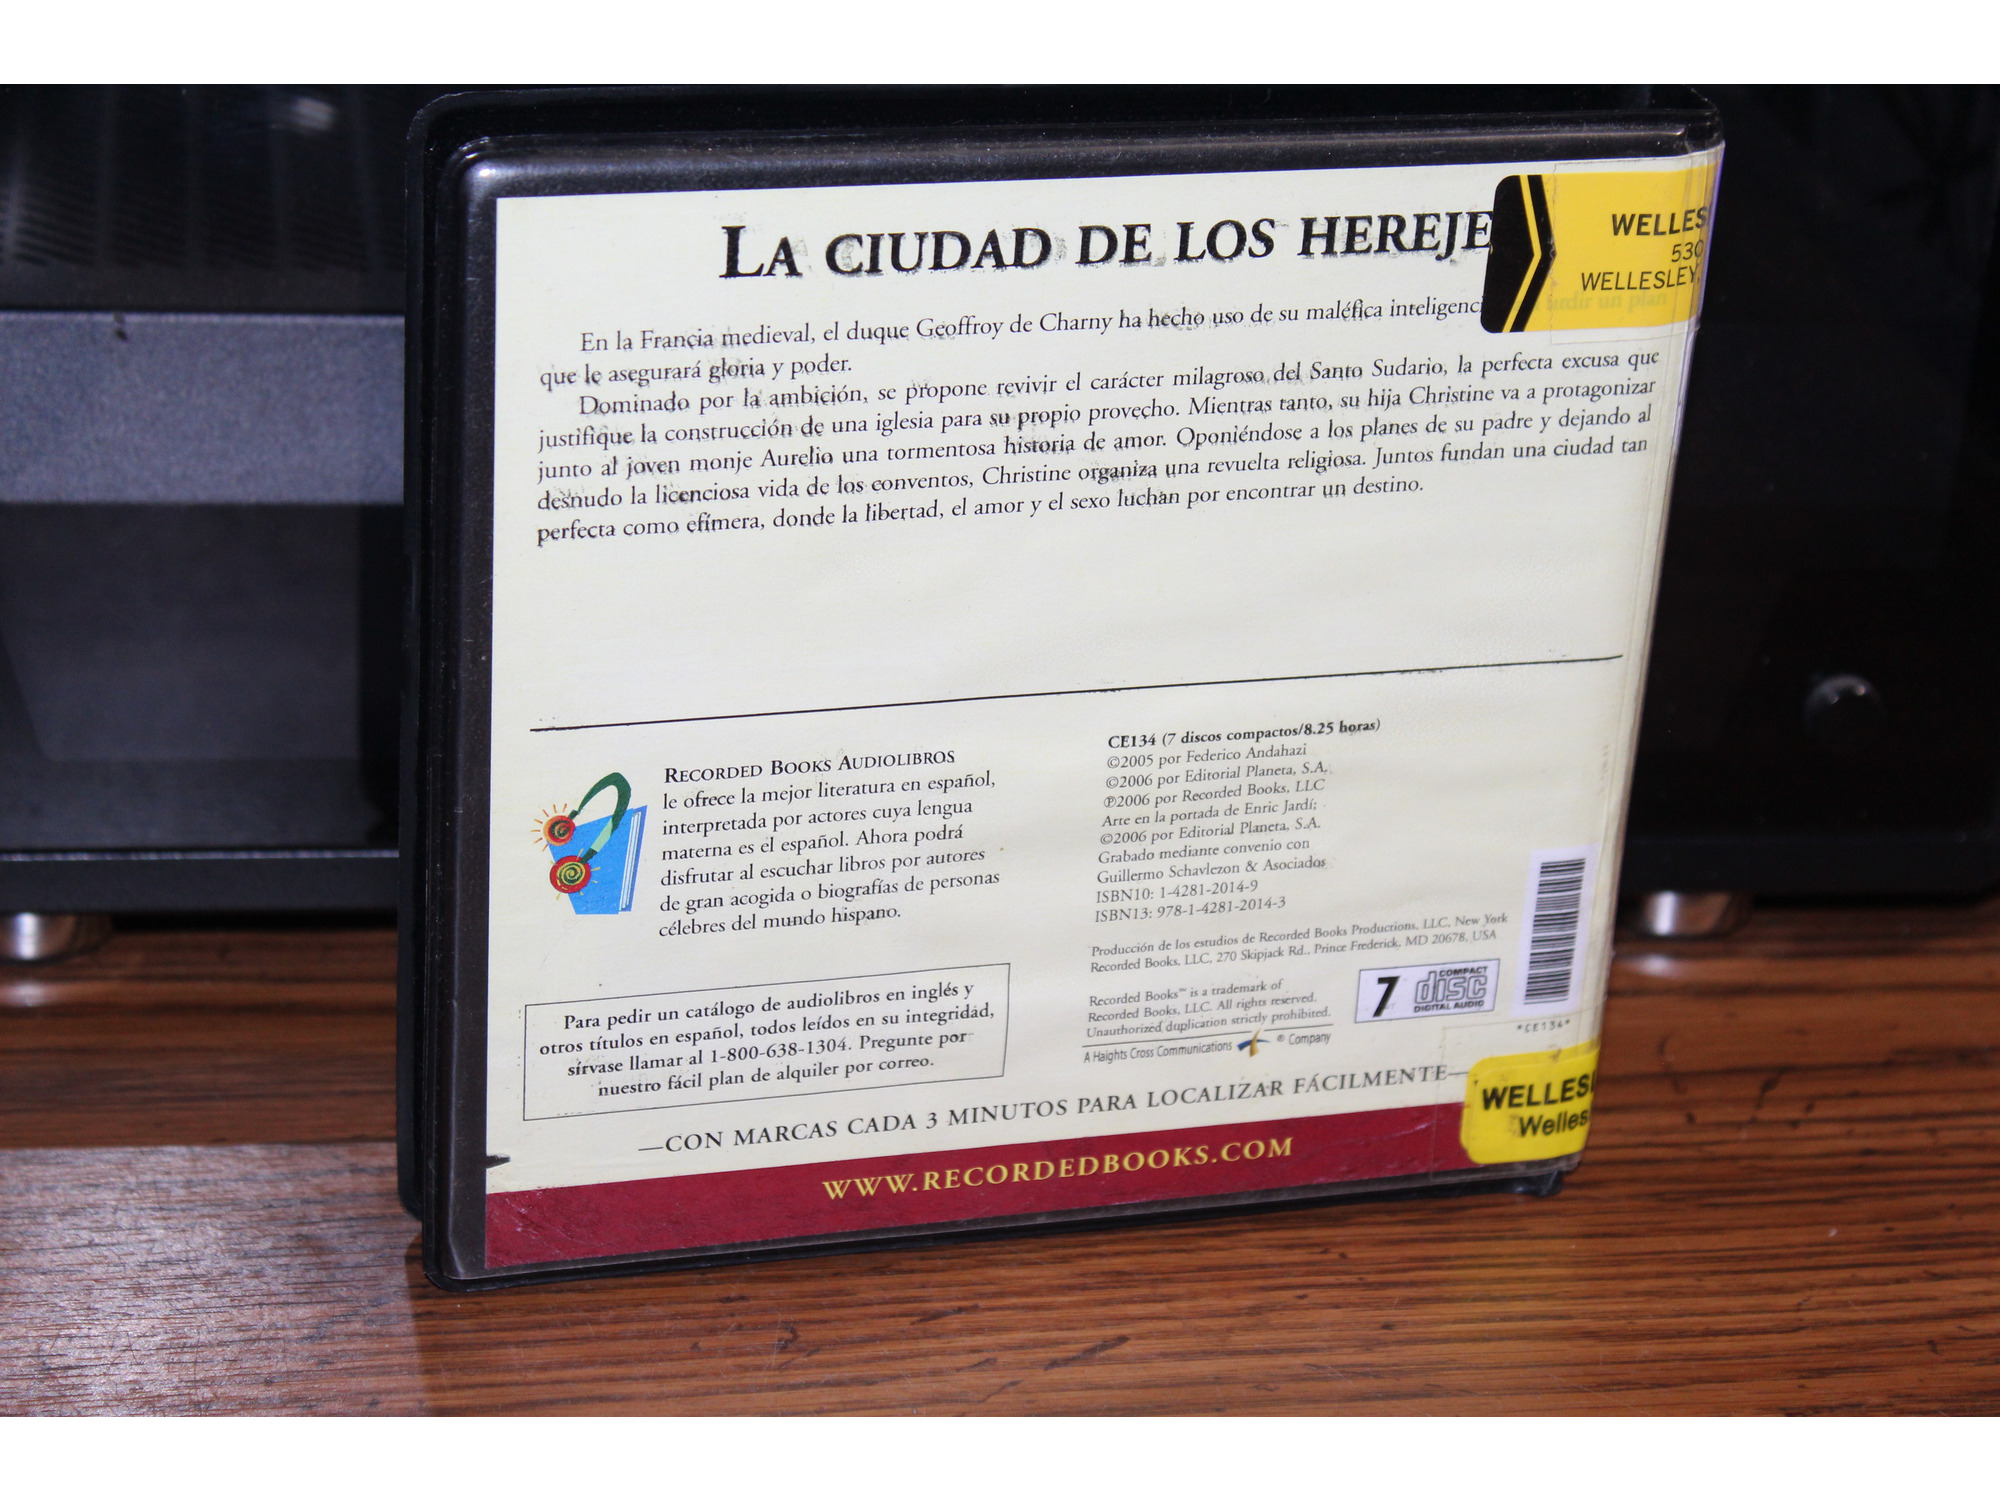 LA CIUDAD DE LOS HEREJE
WELLES
530
WELLESLEY,
En la Francia medieval, el duque Geoffroy de Charny ha hecho uso de su maléfica inteligenci urdir un plan
que le asegurará gloria y poder.
Dominado por la ambición, se propone revivir el carácter milagroso del Santo Sudario, la perfecta excusa que
justifique la construcción de una iglesia para su propio provecho. Mientras tanto, su hija Christine va a protagonizar
junto al joven monje Aurelio una tormentosa historia de amor. Oponiéndose a los planes de su padre y dejando al
desnudo la licenciosa vida de los conventos, Christine organiza una revuelta religiosa. Juntos fundan una ciudad tan
perfecta como efímera, donde la libertad, el amor y el sexo luchan por encontrar un destino.
RECORDED BOOKS AUDIOLIBROS
le ofrece la mejor literatura en español,
interpretada por actores cuya lengua
materna es el español. Ahora podrá
disfrutar al escuchar libros por autores
de gran acogida o biografías de personas
célebres del mundo hispano.
Para pedir un catálogo de audiolibros en inglés y
otros títulos en español, todos leídos en su integridad,
sírvase llamar al 1-800-638-1304. Pregunte por
nuestro fácil plan de alquiler por correo.
CE134 (7 discos compactos/8.25 horas)
©2005 por Federico Andahazi
©2006 por Editorial Planeta, S.A.
℗2006 por Recorded Books, LLC
Arte en la portada de Enric Jardí;
©2006 por Editorial Planeta, S.A.
Grabado mediante convenio con
Guillermo Schavlezon & Asociados
ISBN10: 1-4281-2014-9
ISBN13: 978-1-4281-2014-3
Producción de los estudios de Recorded Books Productions, LLC, New York
Recorded Books, LLC, 270 Skipjack Rd., Prince Frederick, MD 20678, USA
Recorded Books™ is a trademark of
Recorded Books, LLC. All rights reserved.
Unauthorized duplication strictly prohibited.
A Haights Cross Communications ® Company
7 COMPACT disc DIGITAL AUDIO
*CE134*
—CON MARCAS CADA 3 MINUTOS PARA LOCALIZAR FÁCILMENTE—
WELLESL
Welles
WWW.RECORDEDBOOKS.COM